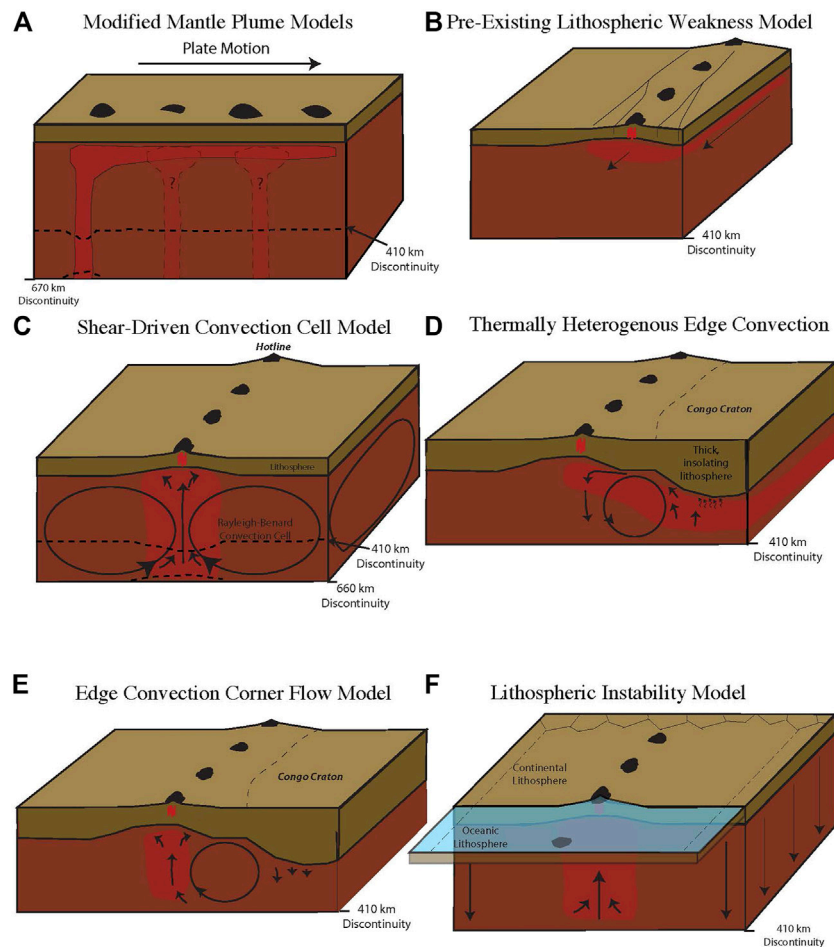 A
Modified Mantle Plume Models
Plate Motion
?
?
410 km
Discontinuity
670 km
Discontinuity
B
Pre-Existing Lithospheric Weakness Model
410 km
Discontinuity
C
Shear-Driven Convection Cell Model
Hotline
Lithosphere
Rayleigh-Benard
Convection Cell
410 km
Discontinuity
660 km
Discontinuity
D
Thermally Heterogenous Edge Convection
Congo Craton
Thick,
insulating
lithosphere
410 km
Discontinuity
E
Edge Convection Corner Flow Model
Congo Craton
410 km
Discontinuity
F
Lithospheric Instability Model
Continental
Lithosphere
Oceanic
Lithosphere
410 km
Discontinuity